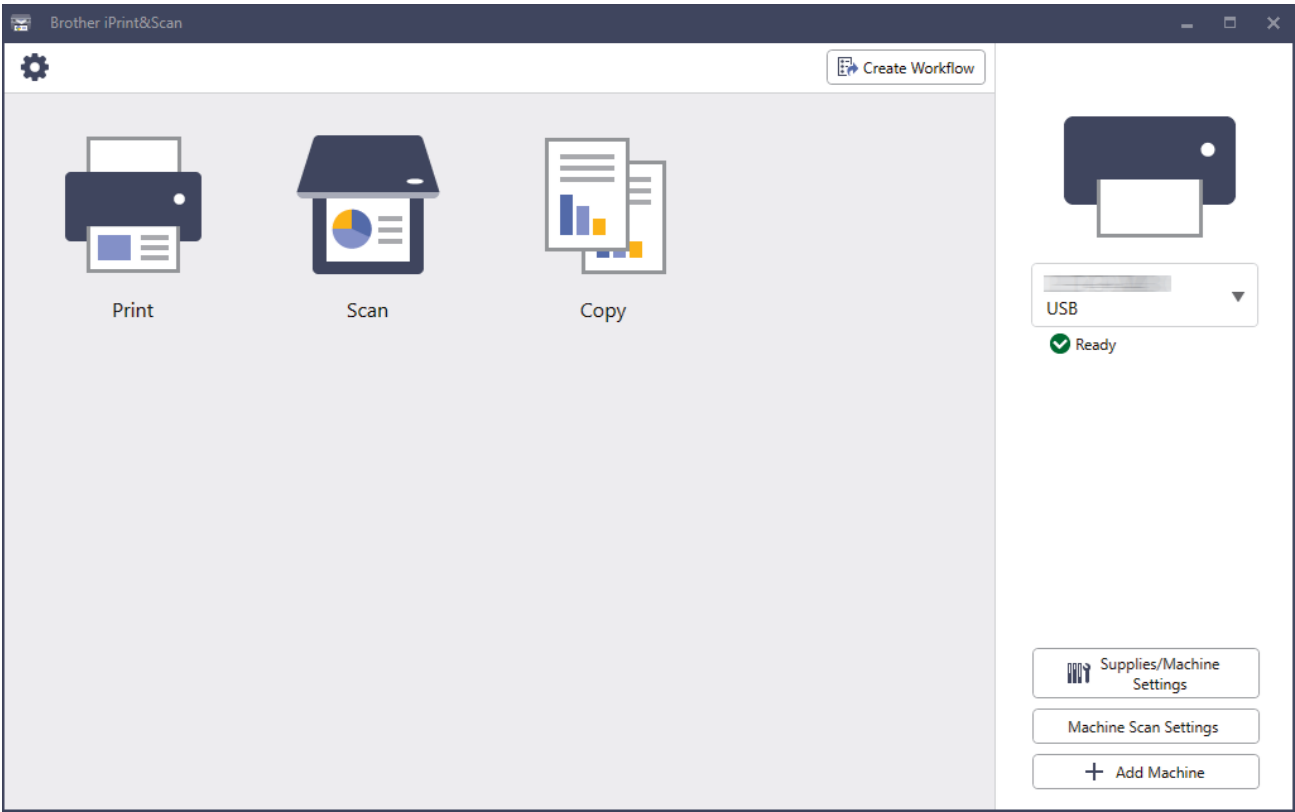 Brother iPrint&Scan
Create Workflow
Print
Scan
Copy
USB
Ready
Supplies/Machine
Settings
Machine Scan Settings
Add Machine